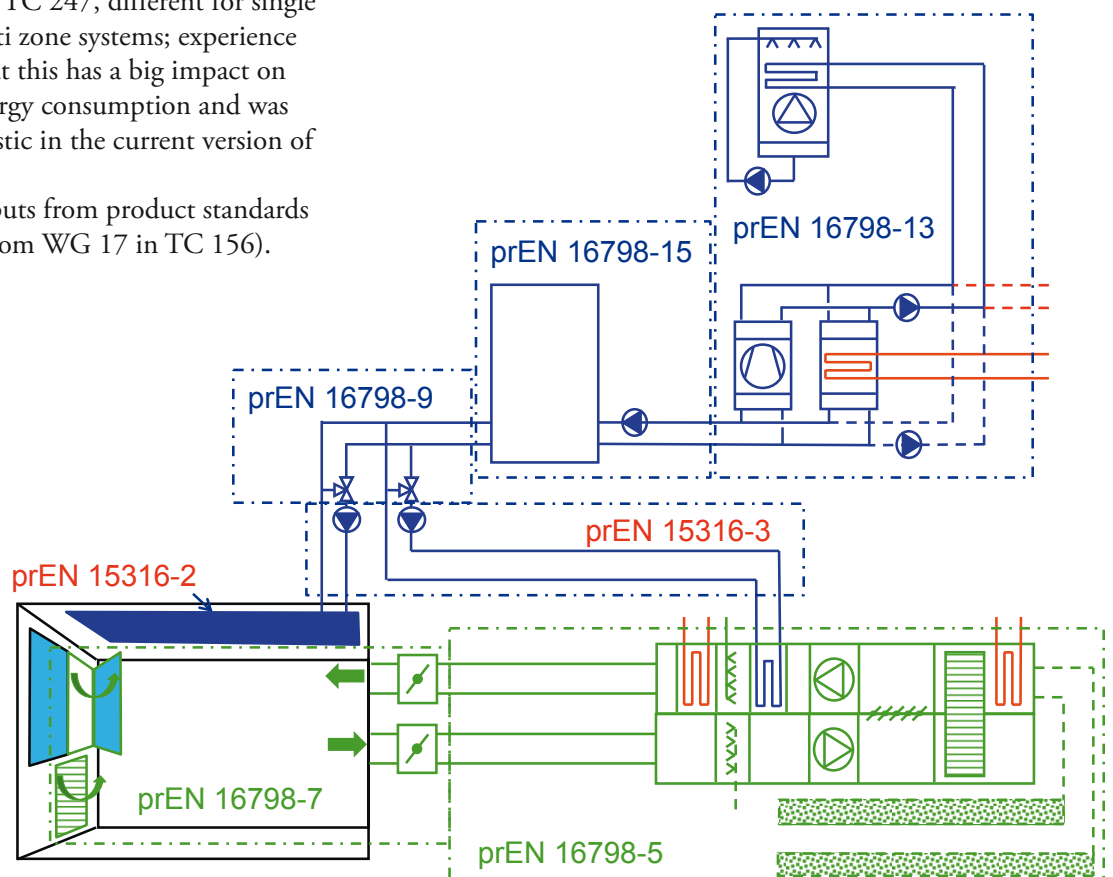 TC 247, different for single
ti zone systems; experience
t this has a big impact on
ergy consumption and was
stic in the current version of
outs from product standards
om WG 17 in TC 156).
prEN 16798-13
prEN 16798-15
prEN 16798-9
prEN 15316-3
prEN 15316-2
prEN 16798-7
prEN 16798-5